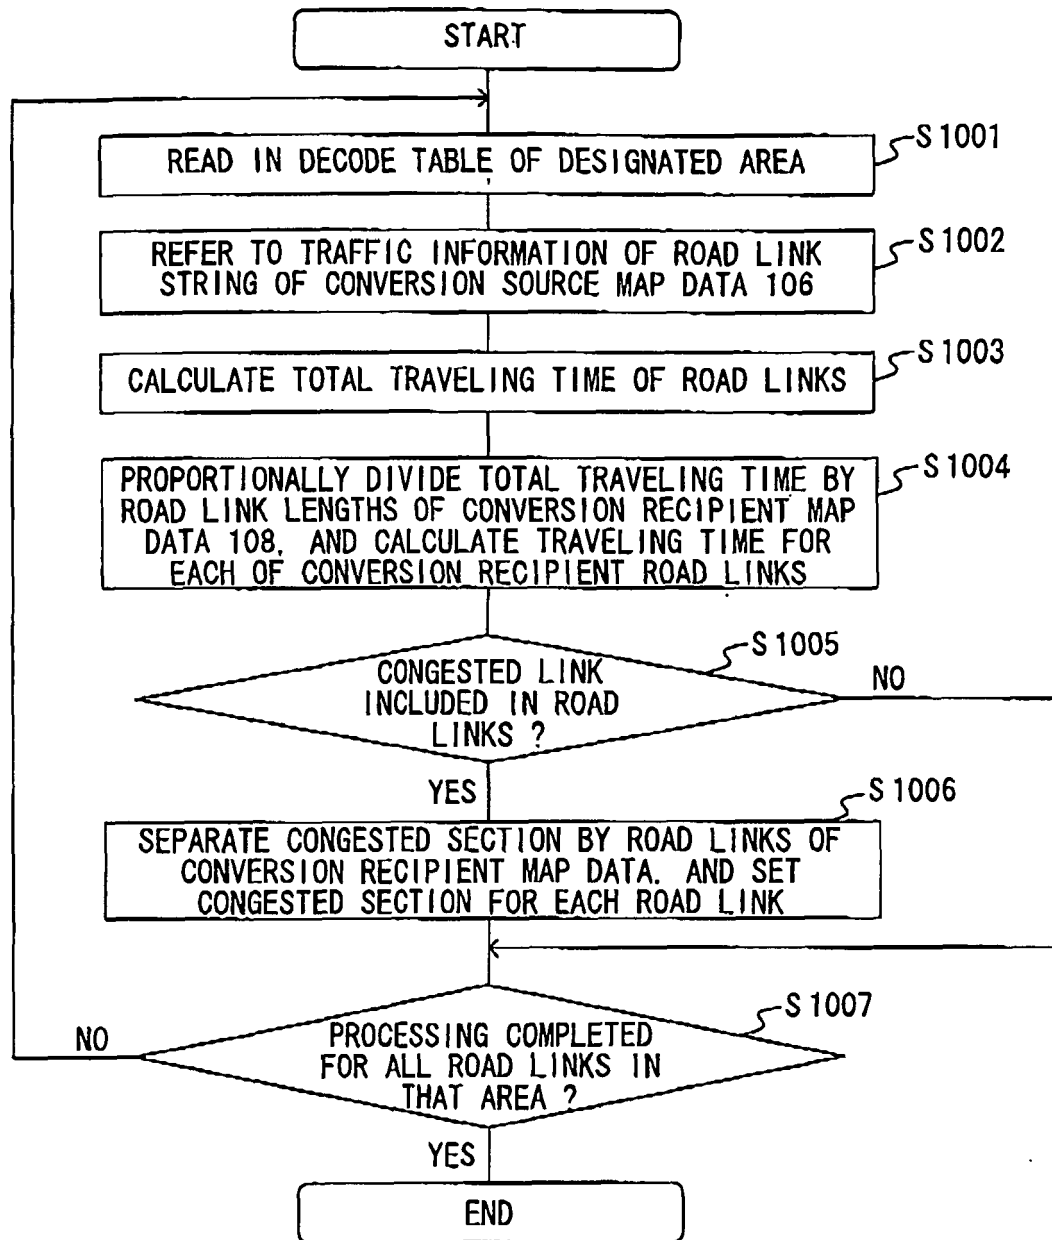 START
READ IN DECODE TABLE OF DESIGNATED AREA
S1001
REFER TO TRAFFIC INFORMATION OF ROAD LINK
STRING OF CONVERSION SOURCE MAP DATA 106
S1002
CALCULATE TOTAL TRAVELING TIME OF ROAD LINKS
S1003
PROPORTIONALLY DIVIDE TOTAL TRAVELING TIME BY
ROAD LINK LENGTHS OF CONVERSION RECIPIENT MAP
DATA 108, AND CALCULATE TRAVELING TIME FOR
EACH OF CONVERSION RECIPIENT ROAD LINKS
S1004
CONGESTED LINK
INCLUDED IN ROAD
LINKS ?
S1005
NO
YES
SEPARATE CONGESTED SECTION BY ROAD LINKS OF
CONVERSION RECIPIENT MAP DATA. AND SET
CONGESTED SECTION FOR EACH ROAD LINK
S1006
PROCESSING COMPLETED
FOR ALL ROAD LINKS IN
THAT AREA ?
S1007
NO
YES
END